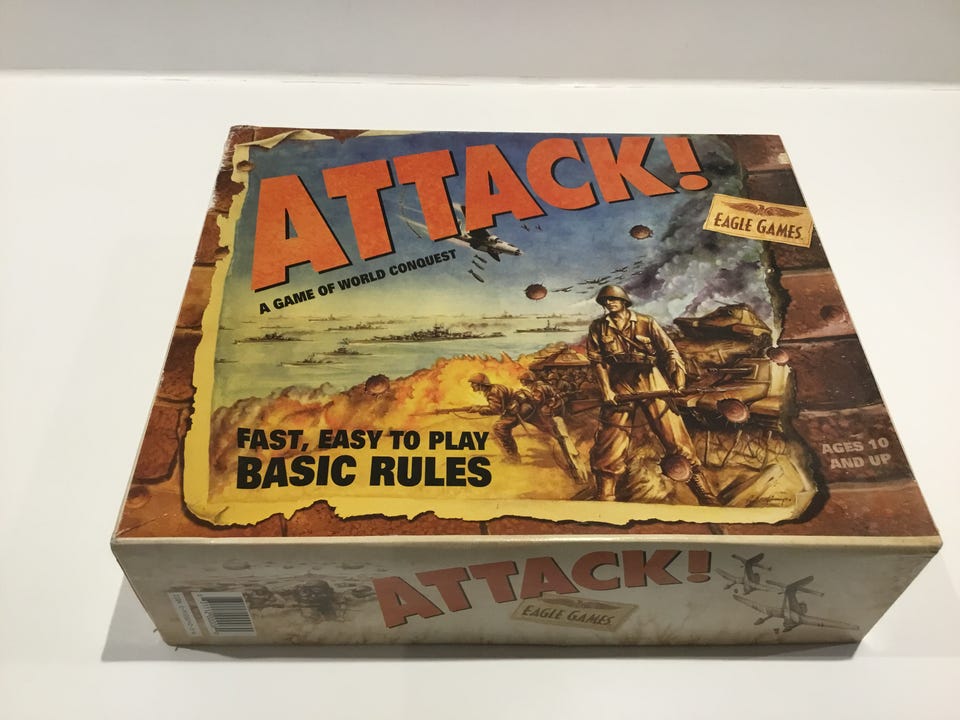 ATTACK!
EAGLE GAMES
A GAME OF WORLD CONQUEST
FAST, EASY TO PLAY
BASIC RULES
AGES 10
AND UP
ATTACK!
EAGLE GAMES